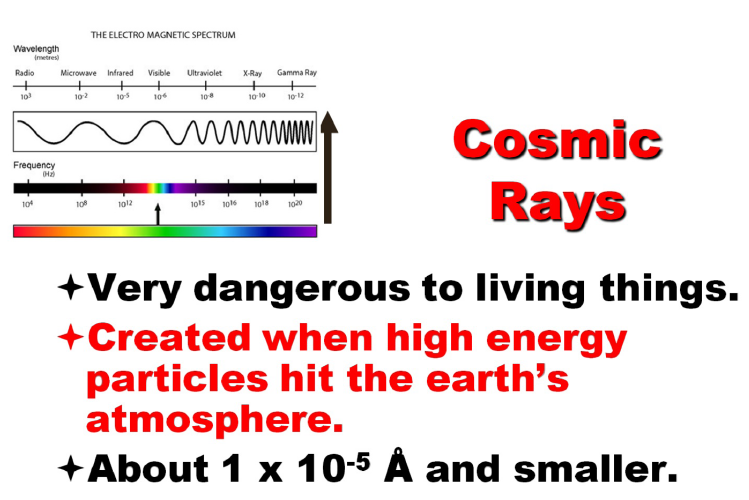 THE ELECTRO MAGNETIC SPECTRUM
Wavelength
(metres)
Radio Microwave Infrared Visible Ultraviolet X-Ray Gamma Ray
10³ 10⁻² 10⁻⁵ 10⁻⁶ 10⁻⁸ 10⁻¹⁰ 10⁻¹²
Frequency
(Hz)
10⁴ 10⁸ 10¹² 10¹⁵ 10¹⁶ 10¹⁸ 10²⁰
Cosmic
Rays
Very dangerous to living things.
Created when high energy
particles hit the earth’s
atmosphere.
About 1 x 10⁻⁵ Å and smaller.